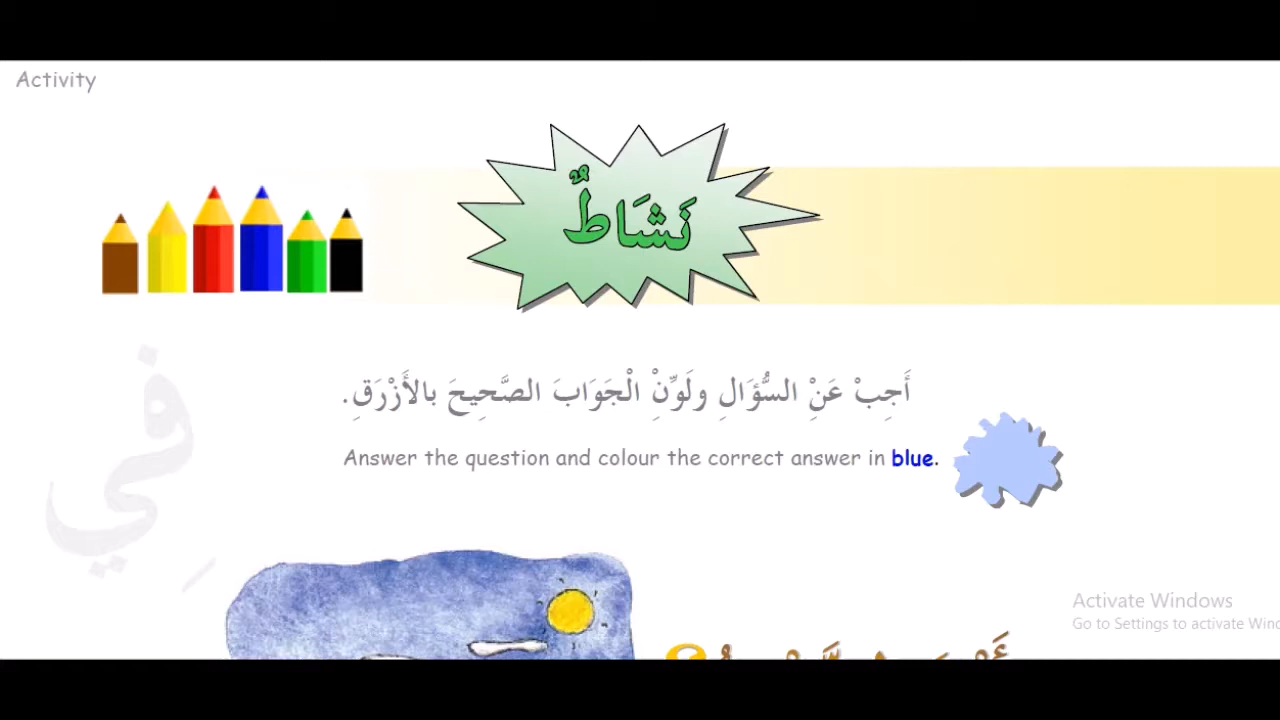 Activity
نَشَاطٌ
أَجِبْ عَنِْ السُّؤَالِ ولَوِّنِْ الْجَوَابَ الصَّحِيحَ بالأَزْرَقِ.
Answer the question and colour the correct answer in blue.
فِي
Activate Windows
Go to Settings to activate Wind